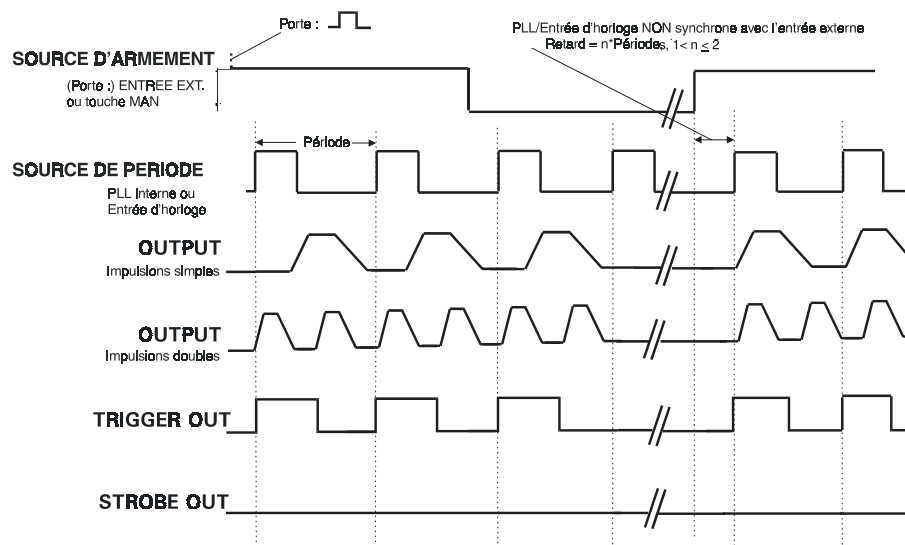 Porte :
PLL/Entrée d'horloge NON synchrone avec l'entrée externe
Retard = n*Périodes, 1< n ≤ 2
SOURCE D'ARMEMENT
(Porte :) ENTREE EXT.
ou touche MAN
Période
SOURCE DE PERIODE
PLL Interne ou
Entrée d'horloge
OUTPUT
Impulsions simples
OUTPUT
Impulsions doubles
TRIGGER OUT
STROBE OUT